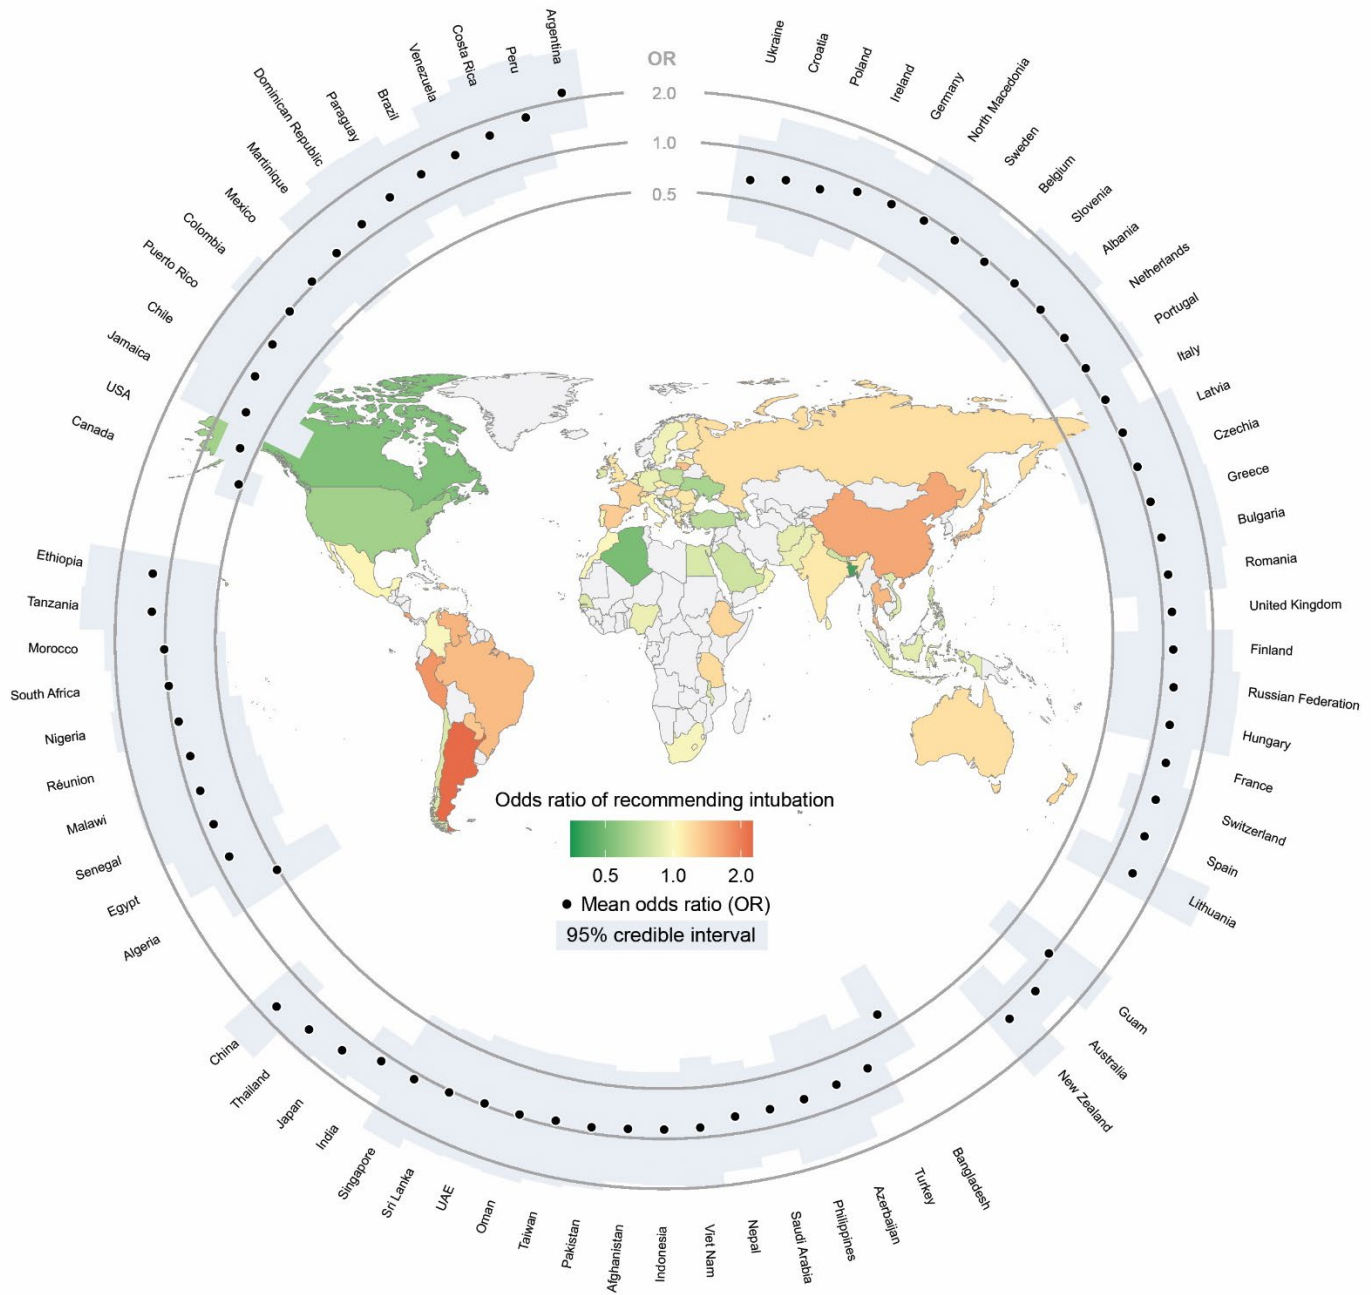 OR
2.0
1.0
0.5
Ukraine
Croatia
Poland
Ireland
Germany
North Macedonia
Sweden
Belgium
Slovenia
Albania
Netherlands
Portugal
Italy
Latvia
Czechia
Greece
Bulgaria
Romania
United Kingdom
Finland
Russian Federation
Hungary
France
Switzerland
Spain
Lithuania
Guam
Australia
New Zealand
Bangladesh
Turkey
Azerbaijan
Philippines
Saudi Arabia
Nepal
Viet Nam
Indonesia
Afghanistan
Pakistan
Taiwan
Oman
UAE
Sri Lanka
Singapore
India
Japan
Thailand
China
Algeria
Egypt
Senegal
Malawi
Réunion
Nigeria
South Africa
Morocco
Tanzania
Ethiopia
Canada
USA
Jamaica
Chile
Puerto Rico
Colombia
Mexico
Martinique
Dominican Republic
Paraguay
Brazil
Venezuela
Costa Rica
Peru
Argentina
Odds ratio of recommending intubation
0.5 1.0 2.0
Mean odds ratio (OR)
95% credible interval